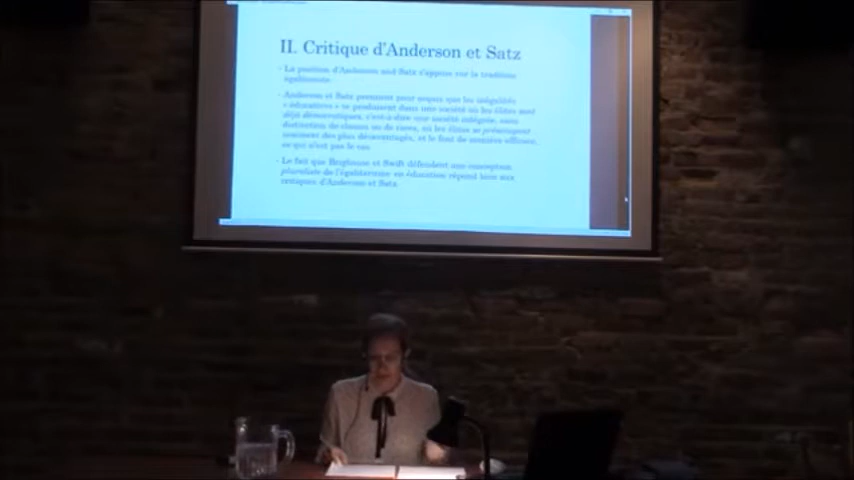 II. Critique d'Anderson et Satz
• La position d'Anderson and Satz s'appuie sur la tradition
égalitariste.
• Anderson et Satz prennent pour acquis que les inégalités
« éducatives » se produisent dans une société où les élites sont
déjà démocratiques, c'est-à-dire une société intégrée, sans
distinction de classes ou de races, où les élites se préoccupent
vraiment des plus désavantagés, et le font de manière efficace,
ce qui n'est pas le cas.
• Le fait que Brighouse et Swift défendent une conception
pluraliste de l'égalitarisme en éducation répond bien aux
critiques d'Anderson et Satz.